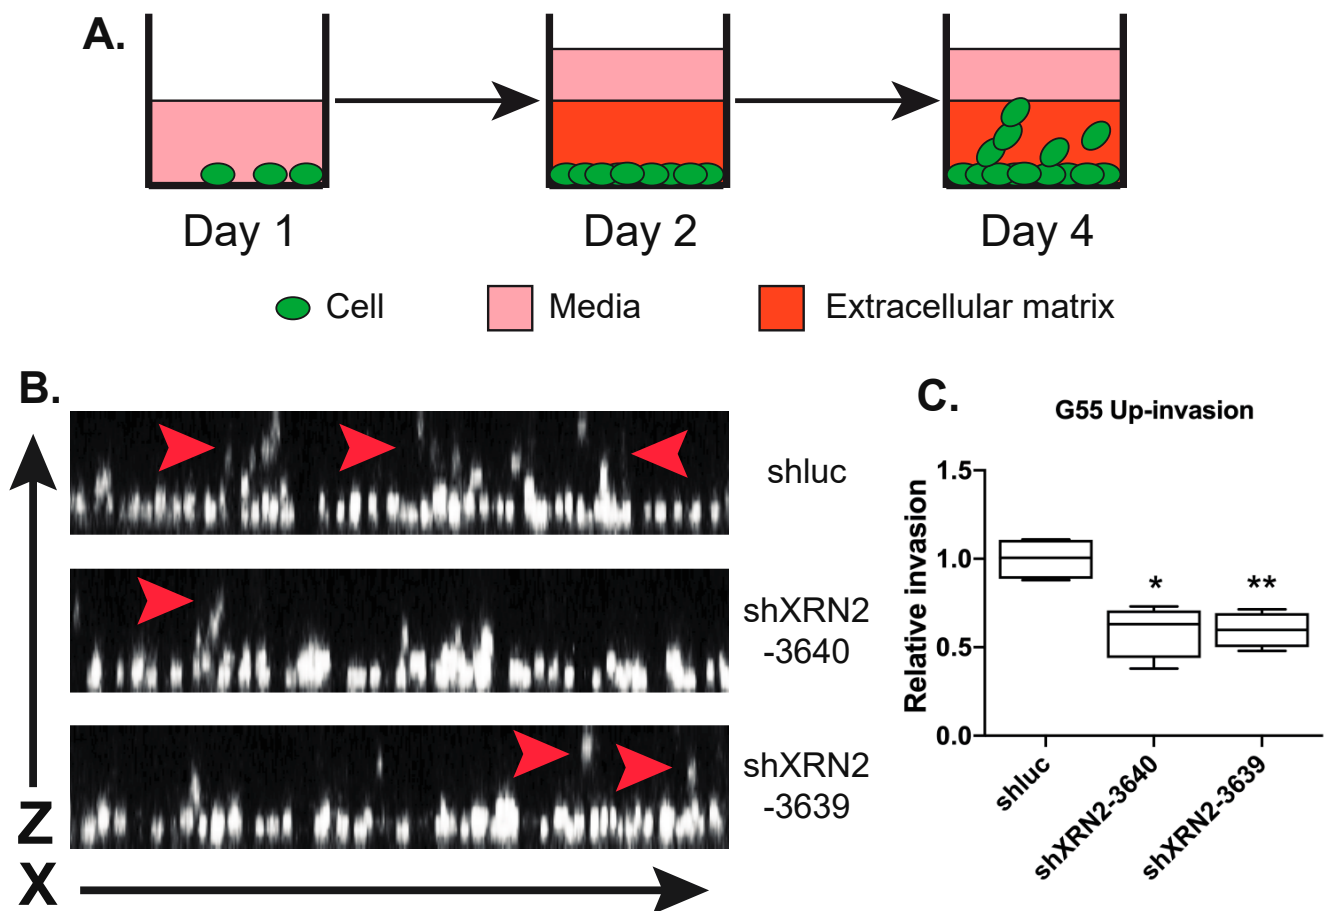 A.
Day 1
Day 2
Day 4
Cell
Media
Extracellular matrix
B.
shluc
shXRN2
-3640
shXRN2
-3639
Z
X
C.
G55 Up-invasion
Relative invasion
1.5
1.0
0.5
0.0
*
**
shluc
shXRN2-3640
shXRN2-3639